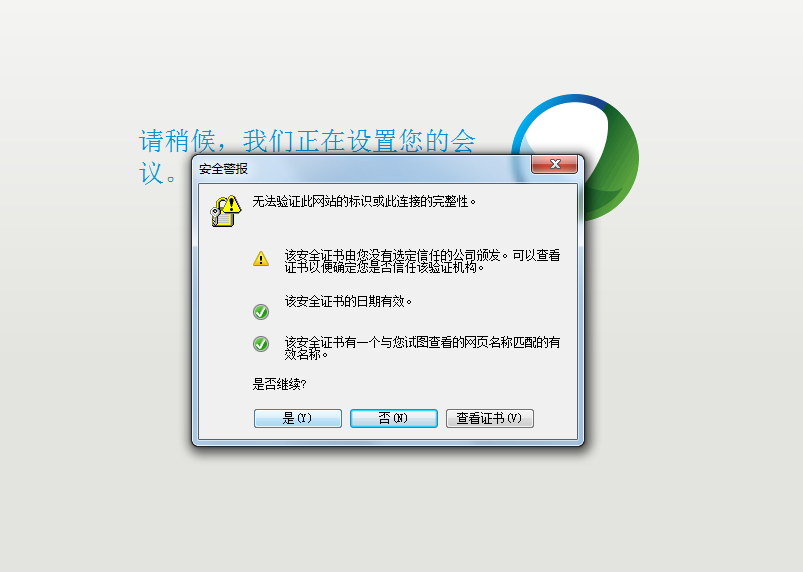 请稍候，我们正在设置您的会
议。
安全警报
无法验证此网站的标识或此连接的完整性。
该安全证书由您没有选定信任的公司颁发。可以查看
证书以便确定您是否信任该验证机构。
该安全证书的日期有效。
该安全证书有一个与您试图查看的网页名称匹配的有
效名称。
是否继续?
是(Y) 否(N) 查看证书(V)